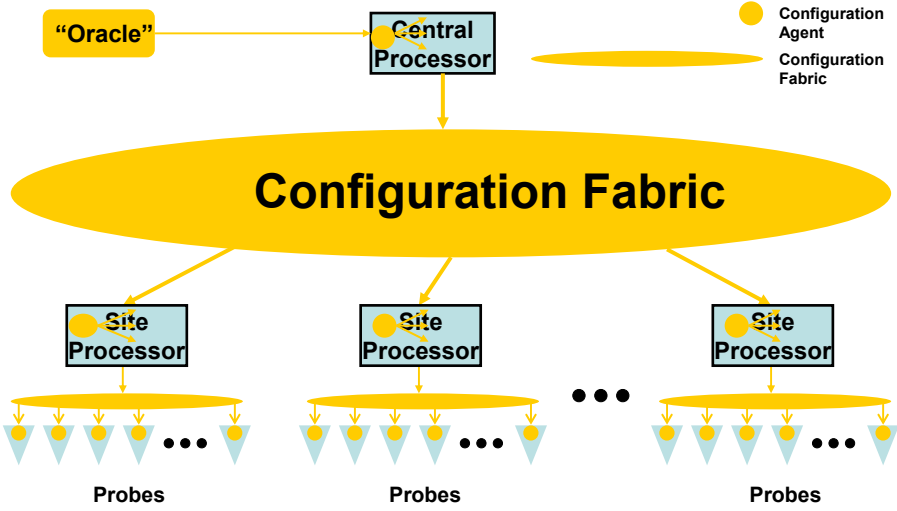 “Oracle”
Central
Processor
Configuration
Agent
Configuration
Fabric
Configuration Fabric
Site
Processor
Site
Processor
Site
Processor
Probes
Probes
Probes